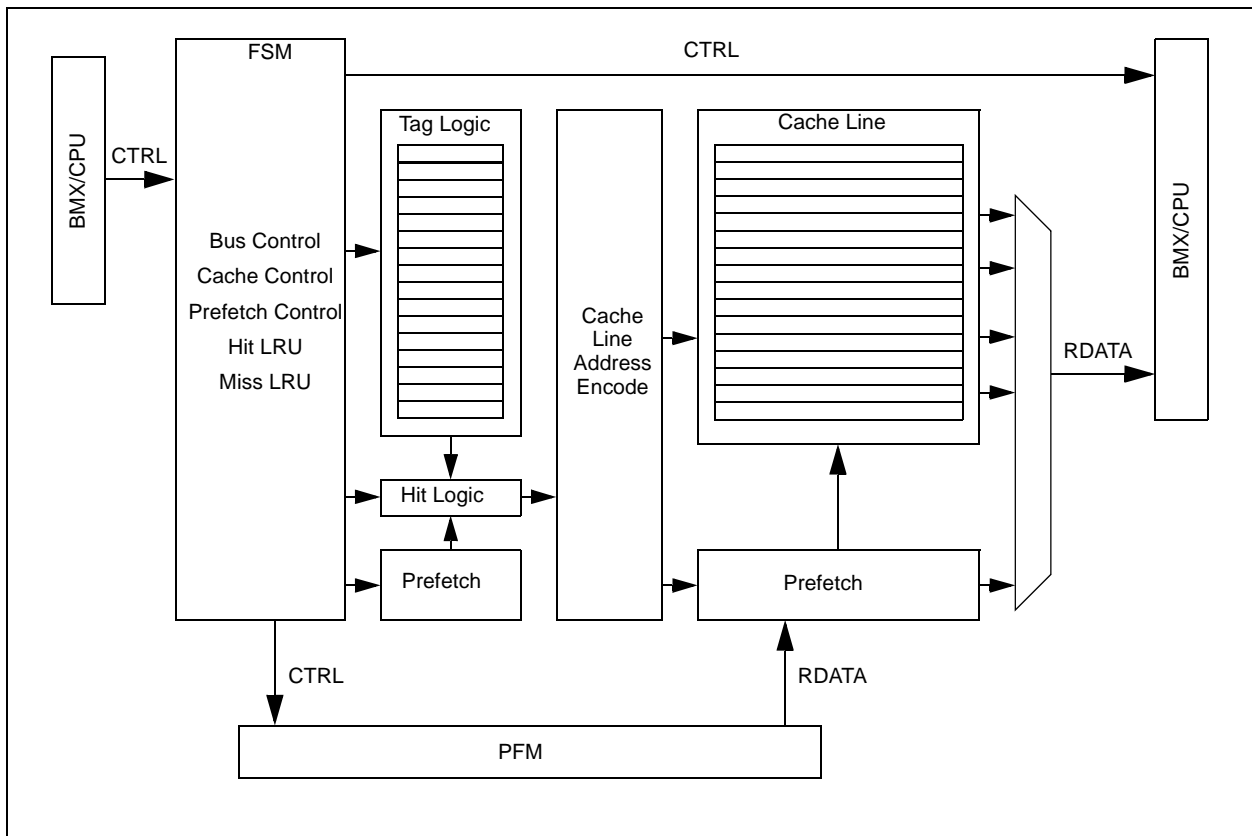 FSM
CTRL
BMX/CPU
CTRL
Tag Logic
Cache Line
BMX/CPU
Bus Control
Cache Control
Prefetch Control
Hit LRU
Miss LRU
Cache
Line
Address
Encode
RDATA
Hit Logic
Prefetch
Prefetch
CTRL
RDATA
PFM